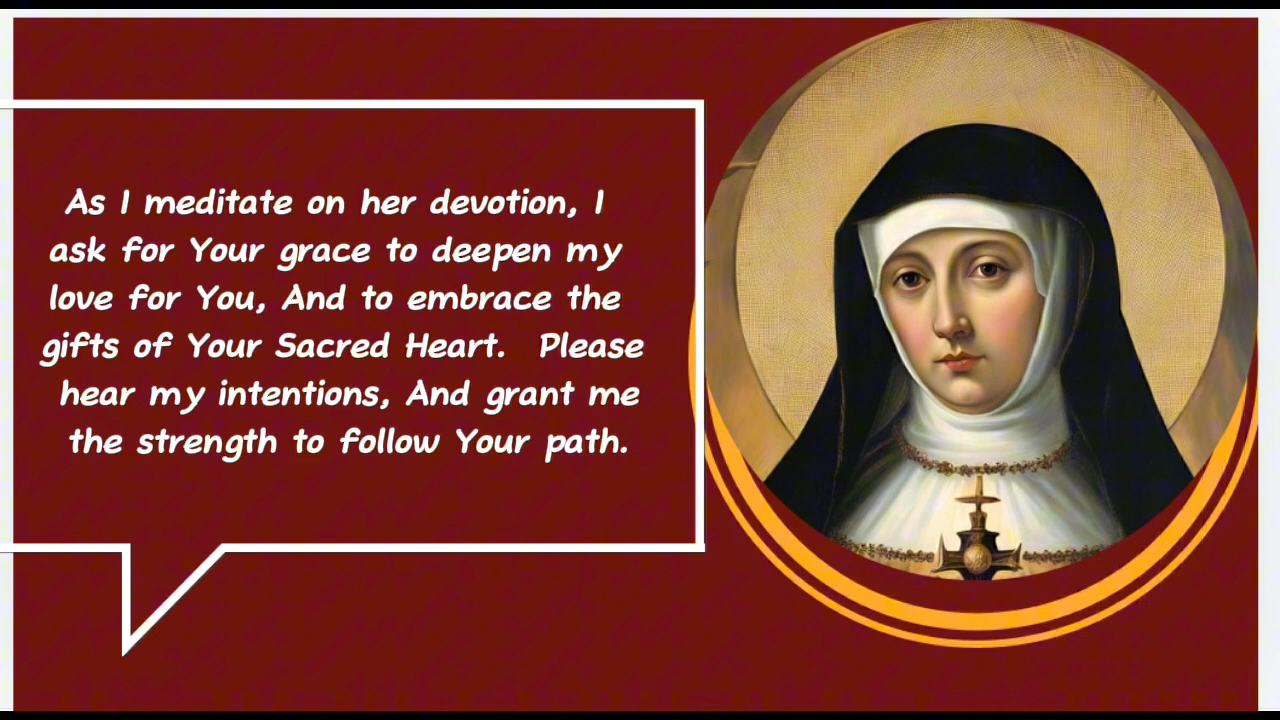 As I meditate on her devotion, I
ask for Your grace to deepen my
love for You, And to embrace the
gifts of Your Sacred Heart. Please
hear my intentions, And grant me
the strength to follow Your path.